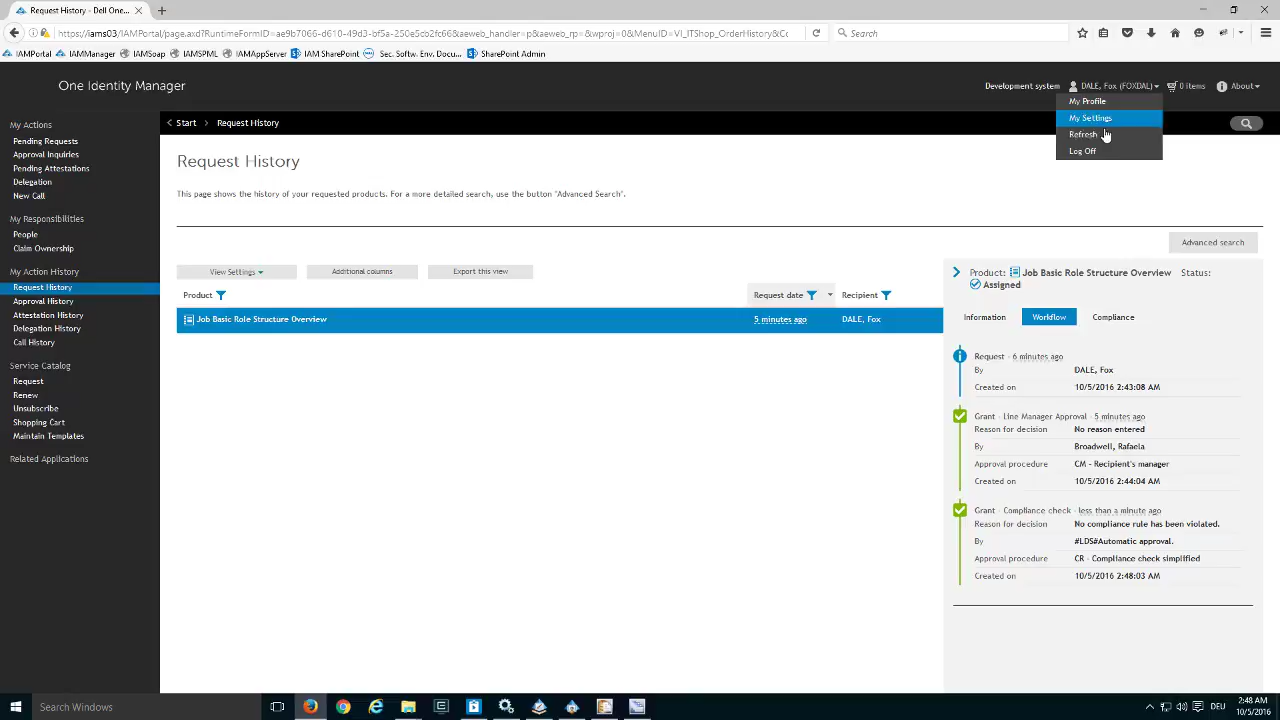 Request History - Dell One...
https://iams03/IAMPortal/page.axd?RuntimeFormID=ae9b7066-d610-49d3-bf5a-250e5cb2fc66&aeweb_handler=p&aeweb_rp=&wproj=0&MenuID=VI_ITShop_OrderHistory&Cc
Search
IAMPortal
IAMManager
IAMSoap
IAMSPML
IAMAppServer
IAM SharePoint
Sec. Softw. Env. Docu...
SharePoint Admin
One Identity Manager
Development system
DALE, Fox (FOXDAL)
0 items
About
My Profile
My Settings
Refresh
Log Off
Start
Request History
My Actions
Pending Requests
Approval Inquiries
Pending Attestations
Delegation
New Call
My Responsibilities
People
Claim Ownership
My Action History
Request History
Approval History
Attestation History
Delegation History
Call History
Service Catalog
Request
Renew
Unsubscribe
Shopping Cart
Maintain Templates
Related Applications
Request History
This page shows the history of your requested products. For a more detailed search, use the button "Advanced Search".
Advanced search
View Settings
Additional columns
Export this view
Product
Request date
Recipient
Job Basic Role Structure Overview
5 minutes ago
DALE, Fox
Product: Job Basic Role Structure Overview Status:
Assigned
Information
Workflow
Compliance
Request - 6 minutes ago
By DALE, Fox
Created on 10/5/2016 2:43:08 AM
Grant - Line Manager Approval - 5 minutes ago
Reason for decision No reason entered
By Broadwell, Rafaela
Approval procedure CM - Recipient's manager
Created on 10/5/2016 2:44:04 AM
Grant - Compliance check - less than a minute ago
Reason for decision No compliance rule has been violated.
By #LDS#Automatic approval.
Approval procedure CR - Compliance check simplified
Created on 10/5/2016 2:48:03 AM
Search Windows
DEU
2:48 AM
10/5/2016